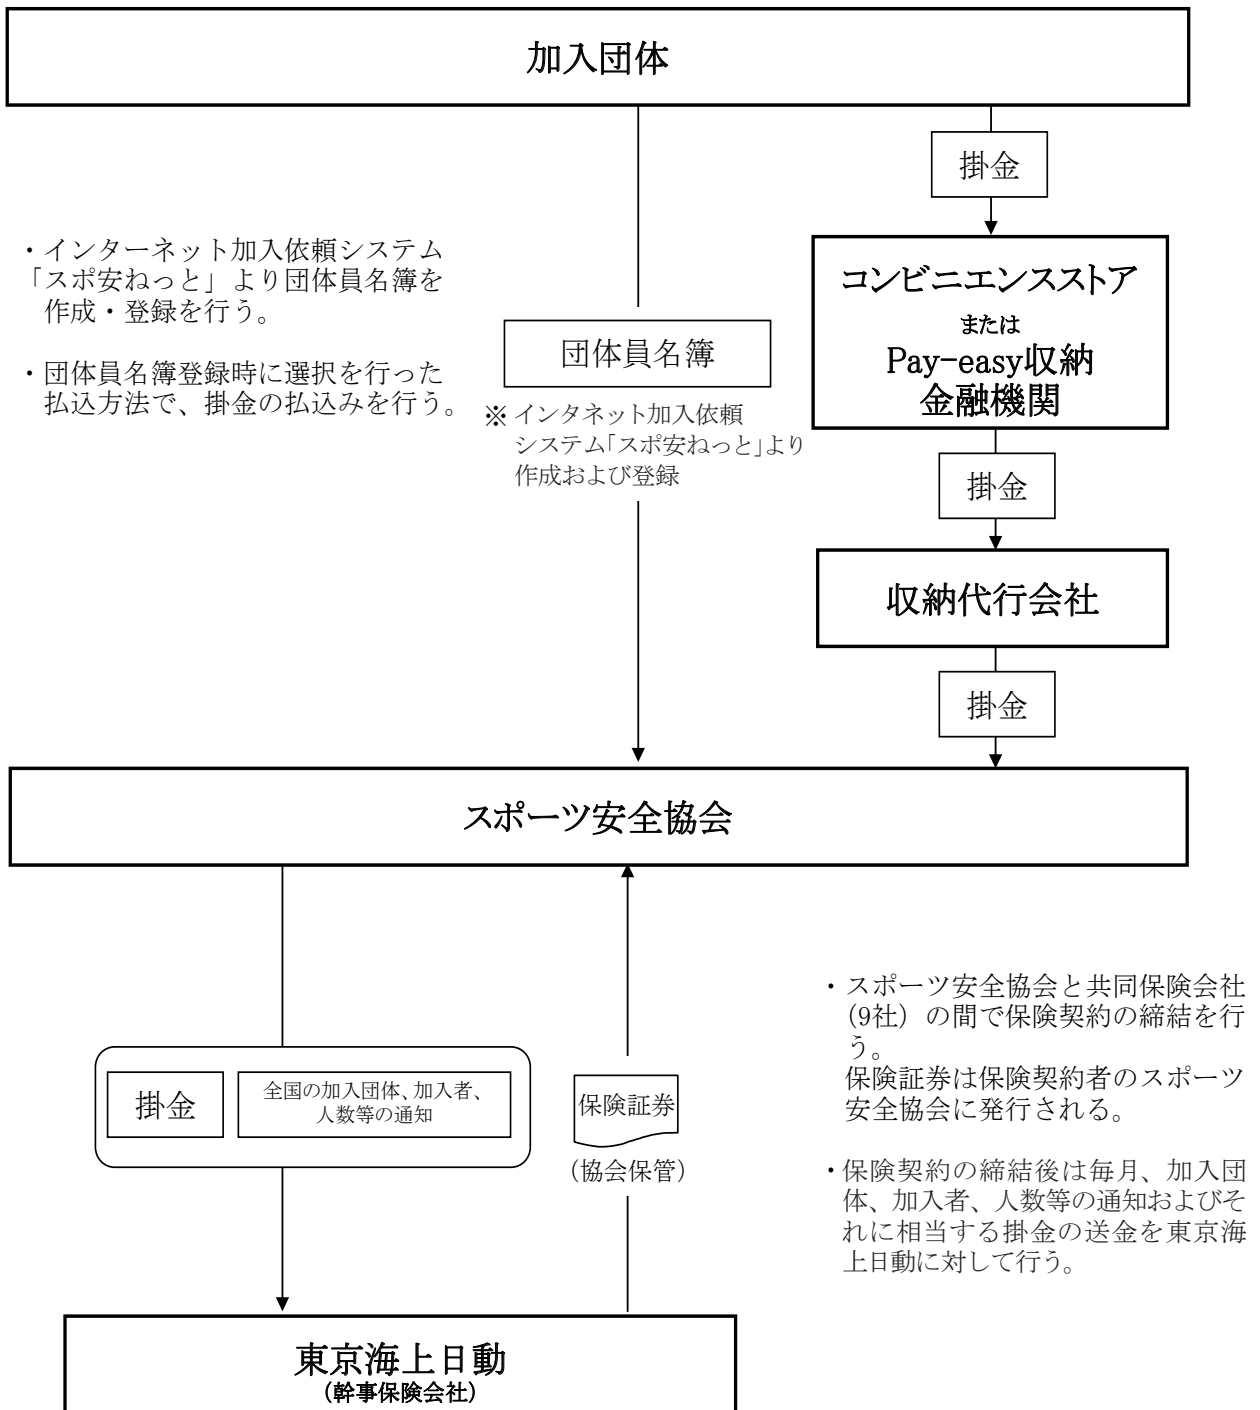 加入団体
掛金
・インターネット加入依頼システム
「スポ安ねっと」より団体員名簿を
作成・登録を行う。
・団体員名簿登録時に選択を行った
払込方法で、掛金の払込みを行う。
団体員名簿
※インタネット加入依頼
システム「スポ安ねっと」より
作成および登録
コンビニエンスストア
または
Pay-easy収納
金融機関
掛金
収納代行会社
掛金
スポーツ安全協会
掛金
全国の加入団体、加入者、
人数等の通知
保険証券
(協会保管)
・スポーツ安全協会と共同保険会社
(9社)の間で保険契約の締結を行
う。
保険証券は保険契約者のスポーツ
安全協会に発行される。
・保険契約の締結後は毎月、加入団
体、加入者、人数等の通知およびそ
れに相当する掛金の送金を東京海
上日動に対して行う。
東京海上日動
(幹事保険会社)